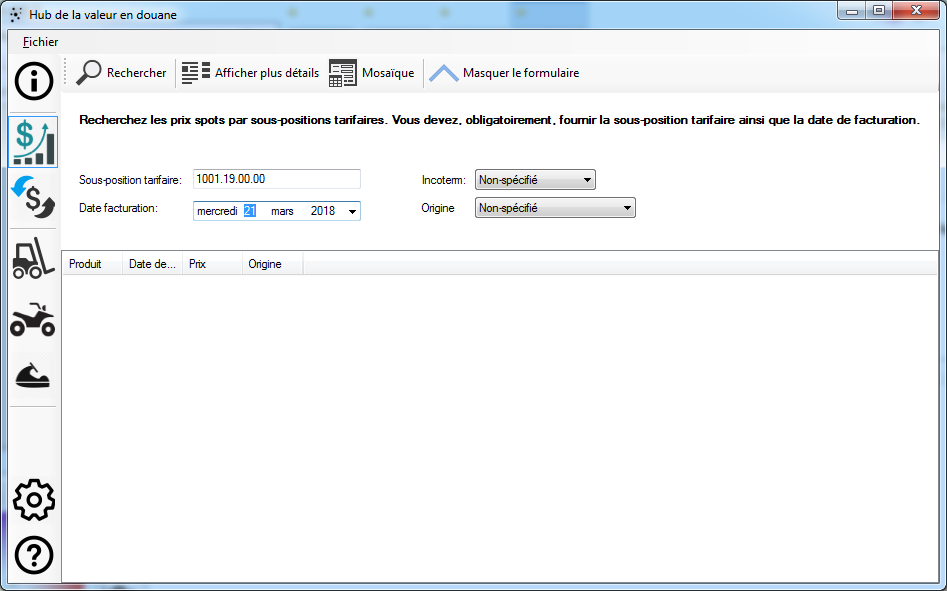 Hub de la valeur en douane
Fichier
Rechercher Afficher plus détails Mosaïque Masquer le formulaire
Recherchez les prix spots par sous-positions tarifaires. Vous devez, obligatoirement, fournir la sous-position tarifaire ainsi que la date de facturation.
Sous-position tarifaire: 1001.19.00.00 Incoterm: Non-spécifié
Date facturation: mercredi 21 mars 2018 Origine Non-spécifié
Produit Date de... Prix Origine